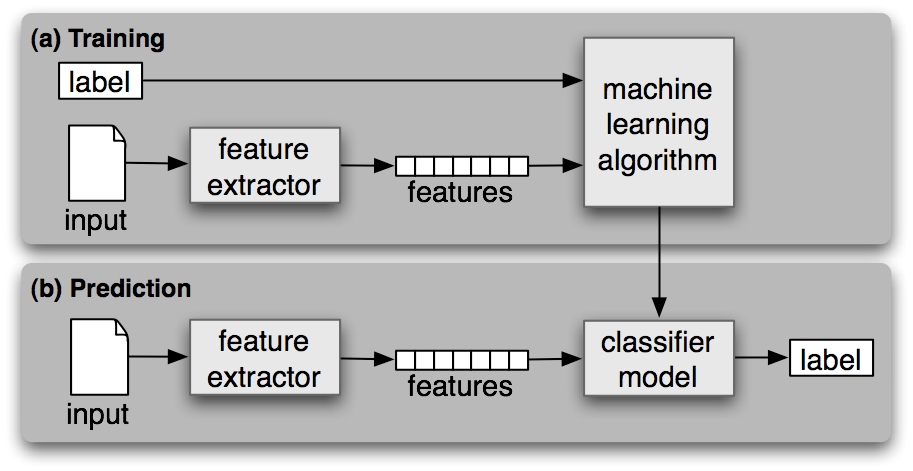 (a) Training
label
machine
learning
algorithm
feature
extractor
features
input
(b) Prediction
feature
extractor
features
input
classifier
model
label